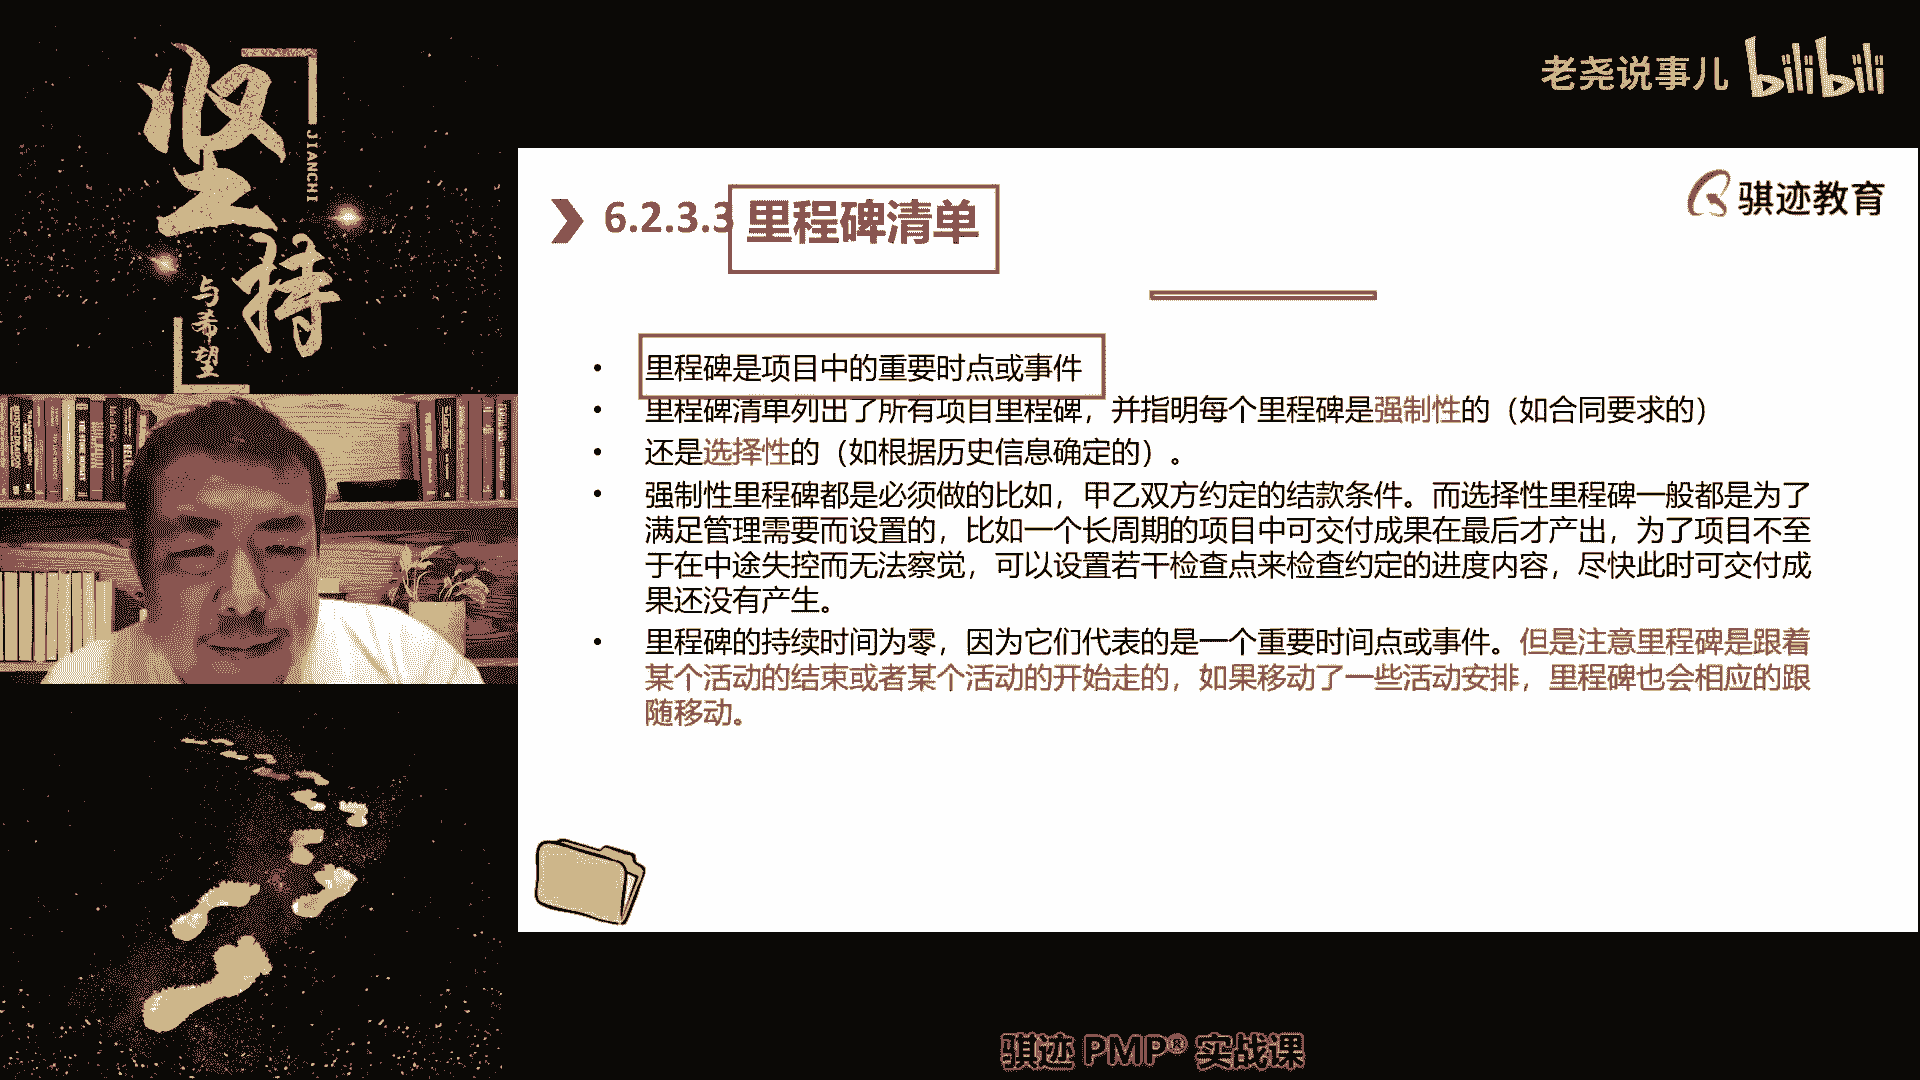 坚持
JIANCHI
与希望
老尧说事儿 bilibili
骐迹教育
6.2.3.3 里程碑清单
• 里程碑是项目中的重要时点或事件
• 里程碑清单列出了所有项目里程碑，并指明每个里程碑是强制性的（如合同要求的）
• 还是选择性的（如根据历史信息确定的）。
• 强制性里程碑都是必须做的比如，甲乙双方约定的结款条件。而选择性里程碑一般都是为了
满足管理需要而设置的，比如一个长周期的项目中可交付成果在最后才产出，为了项目不至
于在中途失控而无法察觉，可以设置若干检查点来检查约定的进度内容，尽快此时可交付成
果还没有产生。
• 里程碑的持续时间为零，因为它们代表的是一个重要时间点或事件。但是注意里程碑是跟着
某个活动的结束或者某个活动的开始走的，如果移动了一些活动安排，里程碑也会相应的跟
随移动。
骐迹 PMP® 实战课